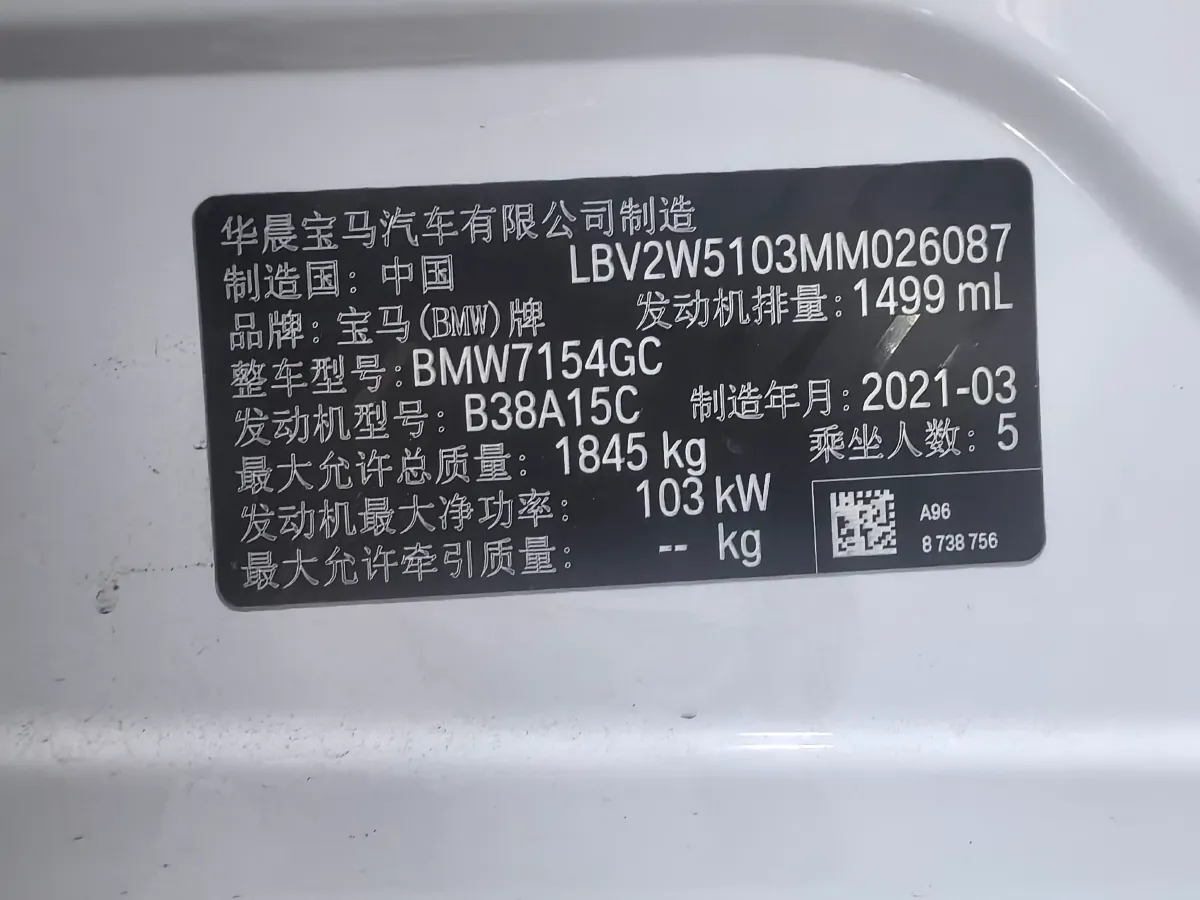 华晨宝马汽车有限公司制造
制造国：中国 LBV2W5103MM026087
品牌：宝马(BMW)牌 发动机排量：1499 mL
整车型号：BMW7154GC
发动机型号：B38A15C 制造年月：2021-03
最大允许总质量：1845 kg 乘坐人数：5
发动机最大净功率：103 kW
最大允许牵引质量：-- kg
A96
8 738 756